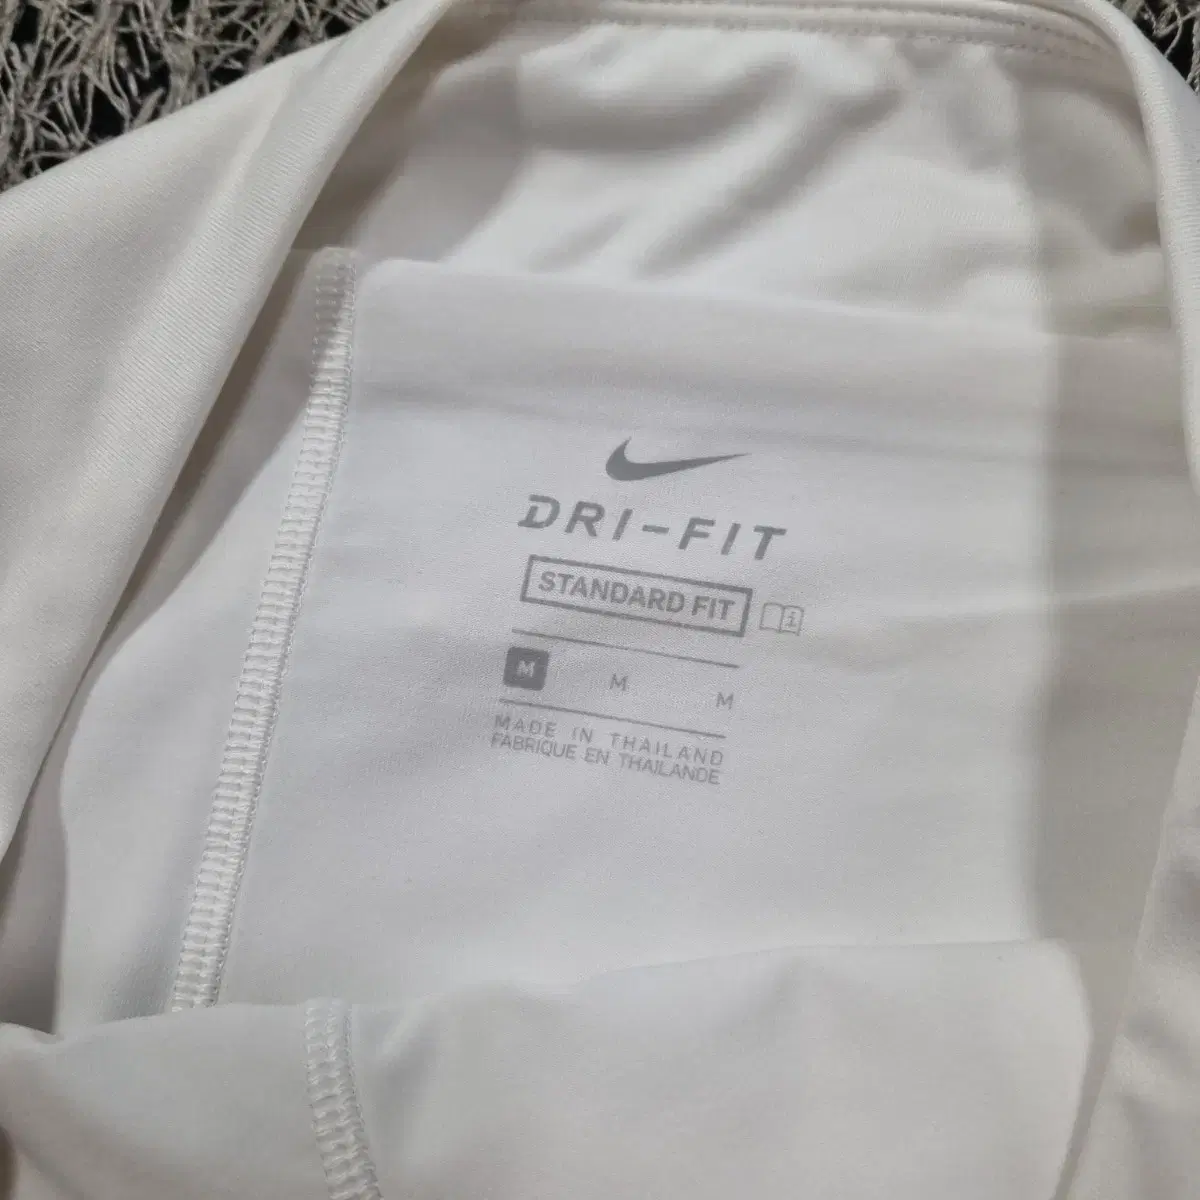 DRI-FIT
STANDARD FIT
M M M
MADE IN THAILAND
FABRIQUE EN THAILANDE